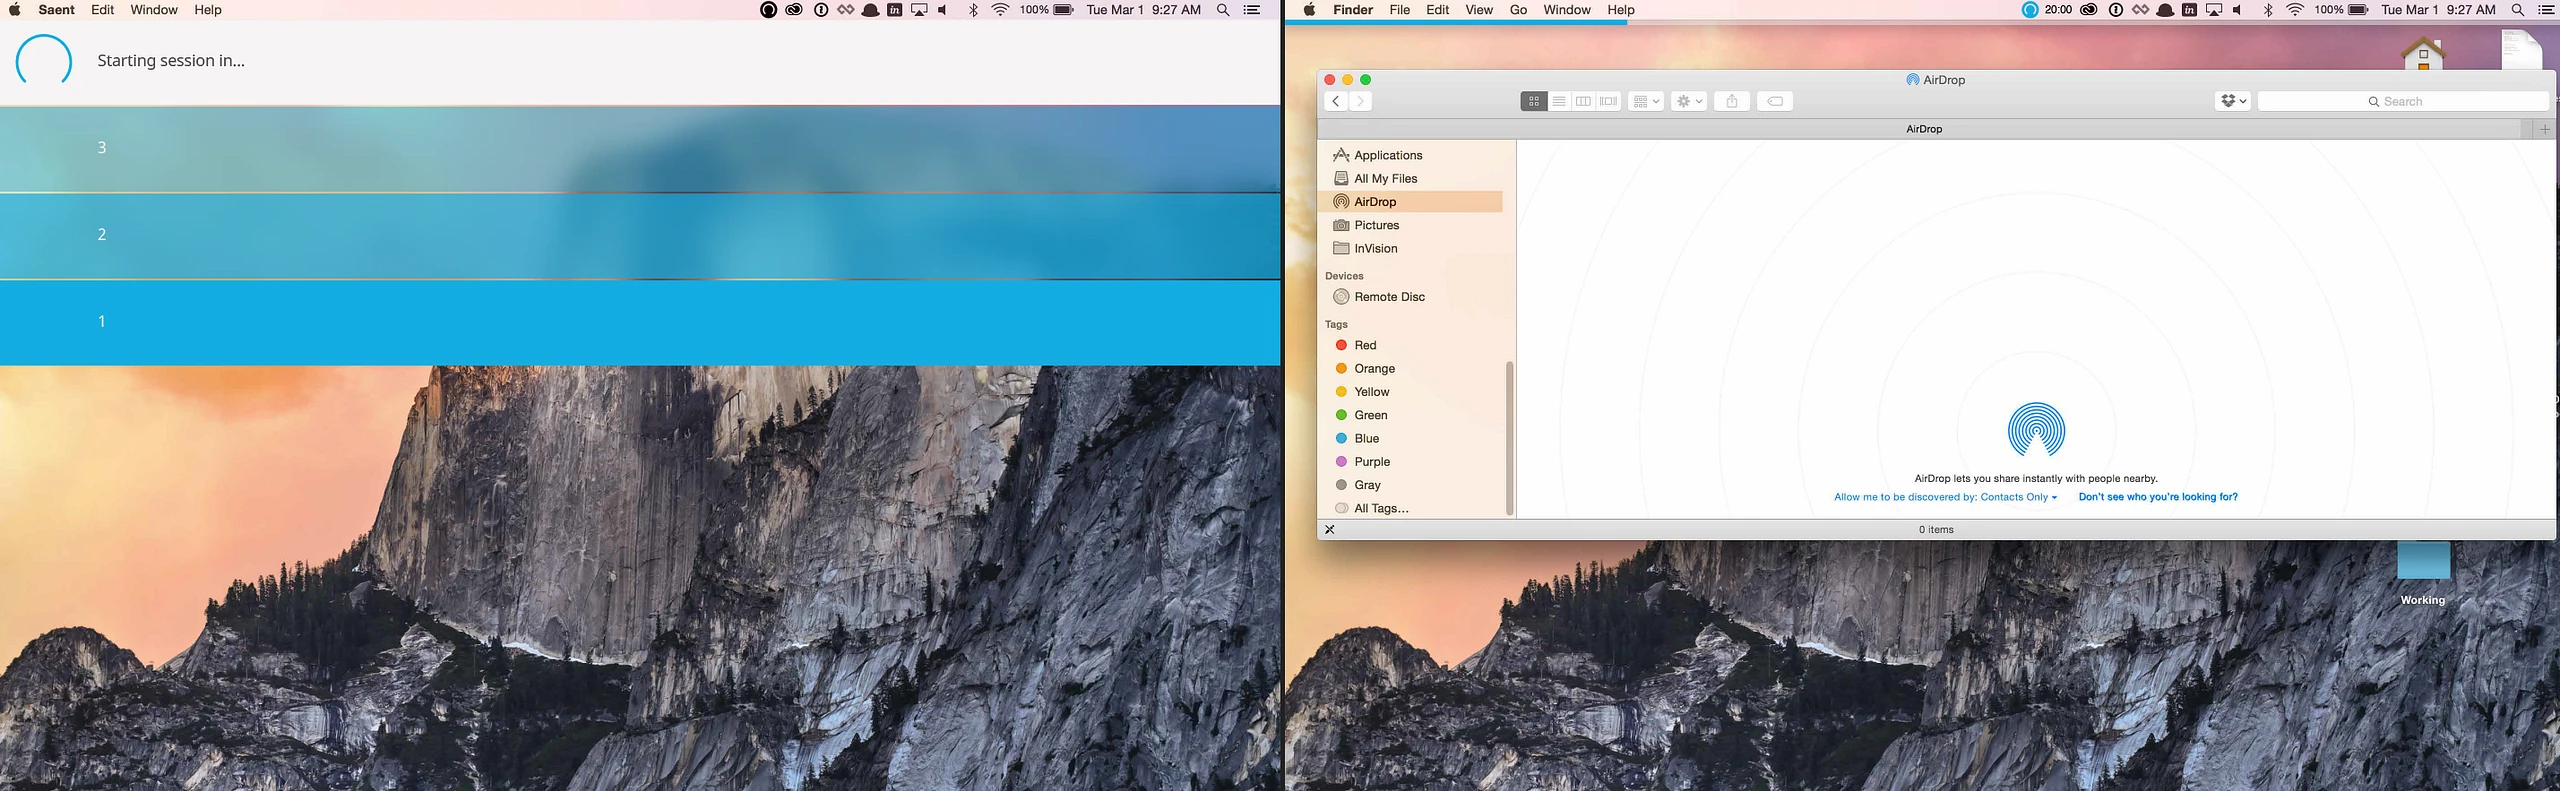 Saent Edit Window Help 100% Tue Mar 1 9:27 AM
Starting session in...
3
2
1
Finder File Edit View Go Window Help 20:00 100% Tue Mar 1 9:27 AM
AirDrop
Search
AirDrop
Applications
All My Files
AirDrop
Pictures
InVision
Devices
Remote Disc
Tags
Red
Orange
Yellow
Green
Blue
Purple
Gray
All Tags...
AirDrop lets you share instantly with people nearby.
Allow me to be discovered by: Contacts Only Don't see who you're looking for?
0 items
Working